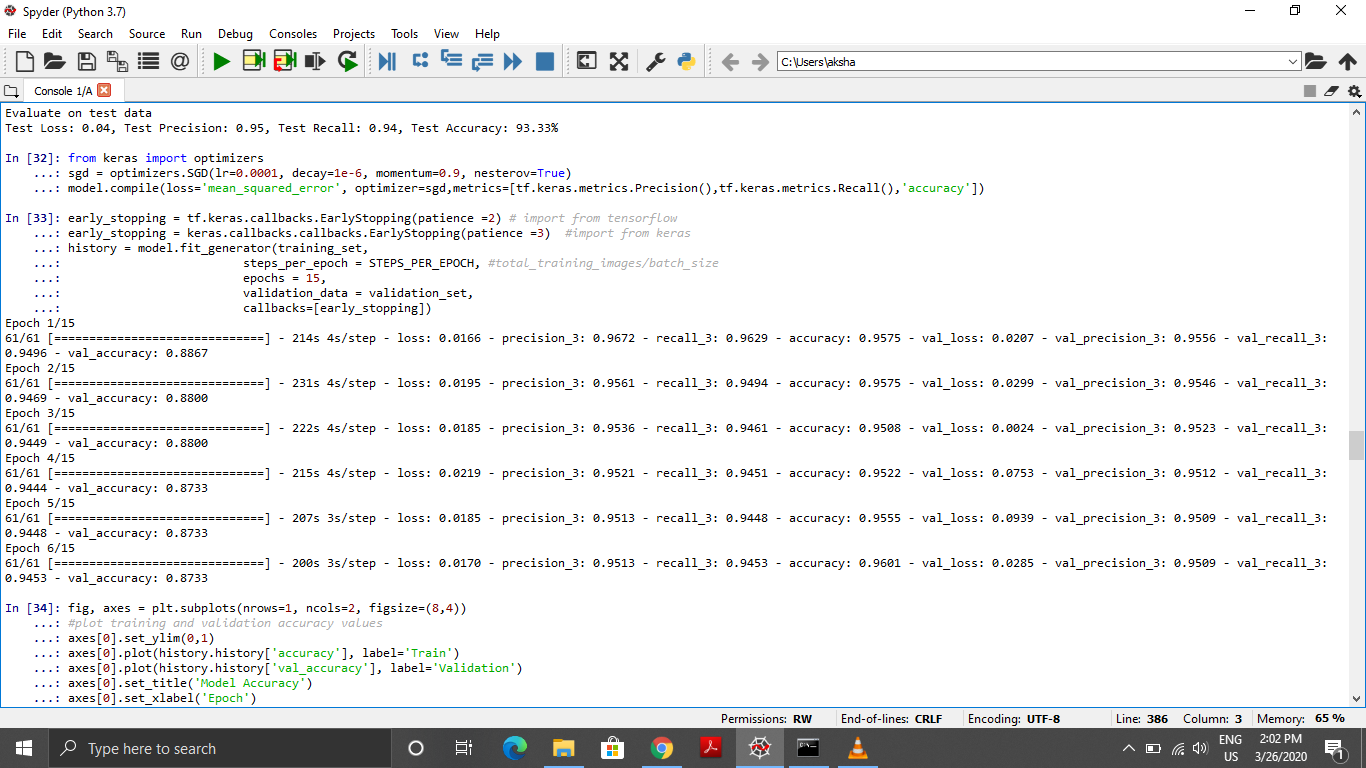 Spyder (Python 3.7)
File Edit Search Source Run Debug Consoles Projects Tools View Help
C:\Users\aksha
Console 1/A
Evaluate on test data
Test Loss: 0.04, Test Precision: 0.95, Test Recall: 0.94, Test Accuracy: 93.33%
In [32]: from keras import optimizers
...: sgd = optimizers.SGD(lr=0.0001, decay=1e-6, momentum=0.9, nesterov=True)
...: model.compile(loss='mean_squared_error', optimizer=sgd,metrics=[tf.keras.metrics.Precision(),tf.keras.metrics.Recall(),'accuracy'])
In [33]: early_stopping = tf.keras.callbacks.EarlyStopping(patience =2) # import from tensorflow
...: early_stopping = keras.callbacks.callbacks.EarlyStopping(patience =3)  #import from keras
...: history = model.fit_generator(training_set,
...: steps_per_epoch = STEPS_PER_EPOCH, #total_training_images/batch_size
...: epochs = 15,
...: validation_data = validation_set,
...: callbacks=[early_stopping])
Epoch 1/15
61/61 [==============================] - 214s 4s/step - loss: 0.0166 - precision_3: 0.9672 - recall_3: 0.9629 - accuracy: 0.9575 - val_loss: 0.0207 - val_precision_3: 0.9556 - val_recall_3:
0.9496 - val_accuracy: 0.8867
Epoch 2/15
61/61 [==============================] - 231s 4s/step - loss: 0.0195 - precision_3: 0.9561 - recall_3: 0.9494 - accuracy: 0.9575 - val_loss: 0.0299 - val_precision_3: 0.9546 - val_recall_3:
0.9469 - val_accuracy: 0.8800
Epoch 3/15
61/61 [==============================] - 222s 4s/step - loss: 0.0185 - precision_3: 0.9536 - recall_3: 0.9461 - accuracy: 0.9508 - val_loss: 0.0024 - val_precision_3: 0.9523 - val_recall_3:
0.9449 - val_accuracy: 0.8800
Epoch 4/15
61/61 [==============================] - 215s 4s/step - loss: 0.0219 - precision_3: 0.9521 - recall_3: 0.9451 - accuracy: 0.9522 - val_loss: 0.0753 - val_precision_3: 0.9512 - val_recall_3:
0.9444 - val_accuracy: 0.8733
Epoch 5/15
61/61 [==============================] - 207s 3s/step - loss: 0.0185 - precision_3: 0.9513 - recall_3: 0.9448 - accuracy: 0.9555 - val_loss: 0.0939 - val_precision_3: 0.9509 - val_recall_3:
0.9448 - val_accuracy: 0.8733
Epoch 6/15
61/61 [==============================] - 200s 3s/step - loss: 0.0170 - precision_3: 0.9513 - recall_3: 0.9453 - accuracy: 0.9601 - val_loss: 0.0285 - val_precision_3: 0.9509 - val_recall_3:
0.9453 - val_accuracy: 0.8733
In [34]: fig, axes = plt.subplots(nrows=1, ncols=2, figsize=(8,4))
...: #plot training and validation accuracy values
...: axes[0].set_ylim(0,1)
...: axes[0].plot(history.history['accuracy'], label='Train')
...: axes[0].plot(history.history['val_accuracy'], label='Validation')
...: axes[0].set_title('Model Accuracy')
...: axes[0].set_xlabel('Epoch')
Permissions: RW End-of-lines: CRLF Encoding: UTF-8 Line: 386 Column: 3 Memory: 65 %
Type here to search
ENG
US
2:02 PM
3/26/2020
1